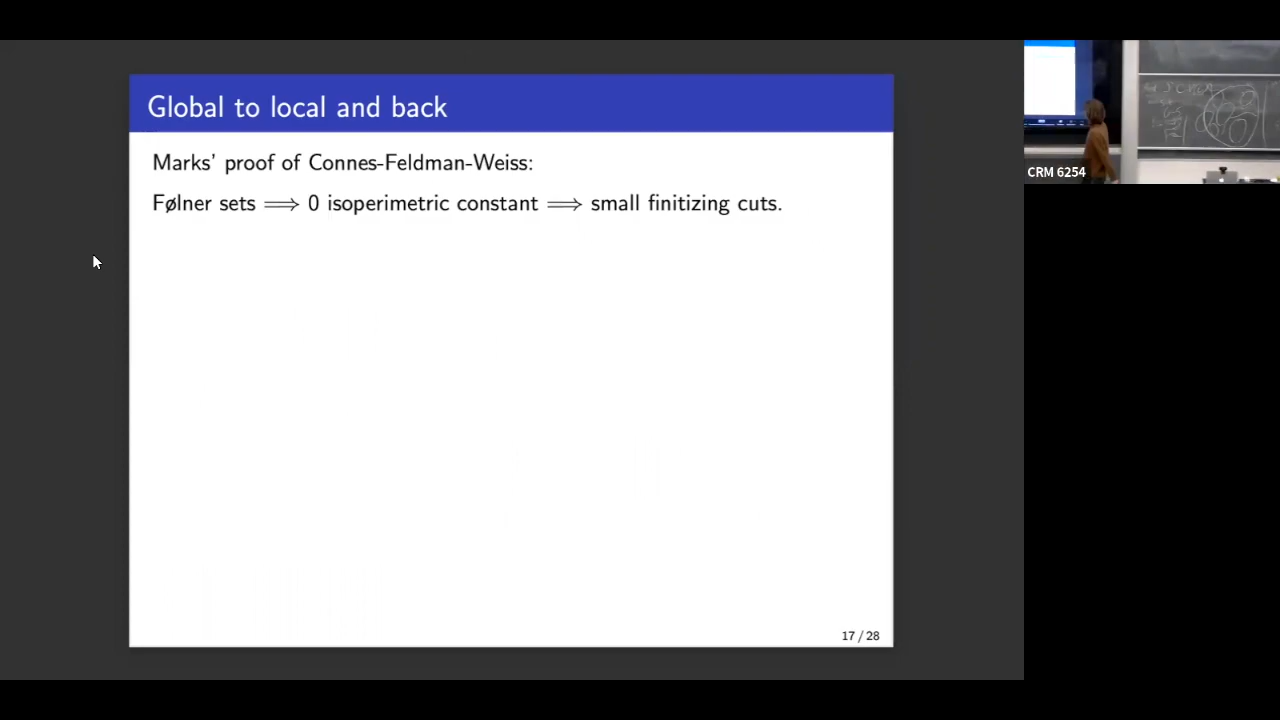 Global to local and back
Marks' proof of Connes-Feldman-Weiss:
Følner sets ⟹ 0 isoperimetric constant ⟹ small finitizing cuts.
17 / 28
CRM 6254